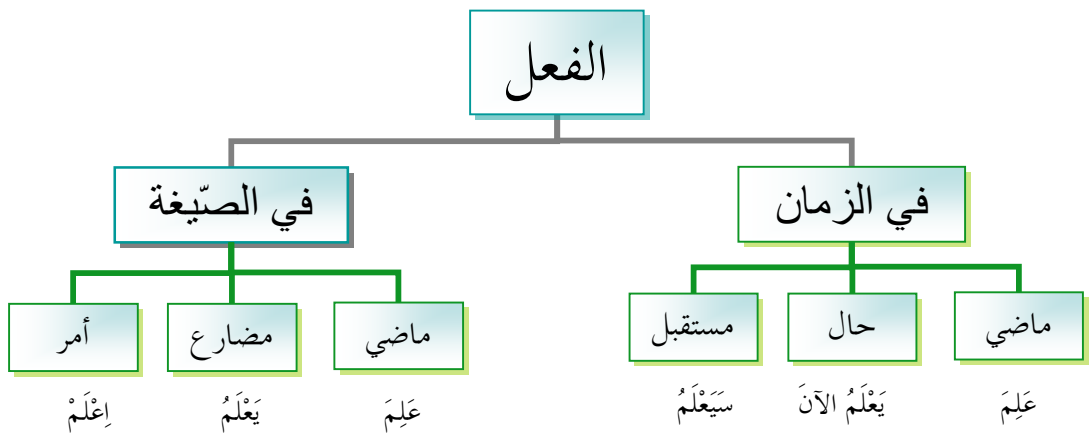 الفعل
في الزمان
في الصّيغة
ماضي
حال
مستقبل
ماضي
مضارع
أمر
عَلِمَ
يَعْلَمُ الآنَ
سَيَعْلَمُ
عَلِمَ
يَعْلَمُ
اِعْلَمْ